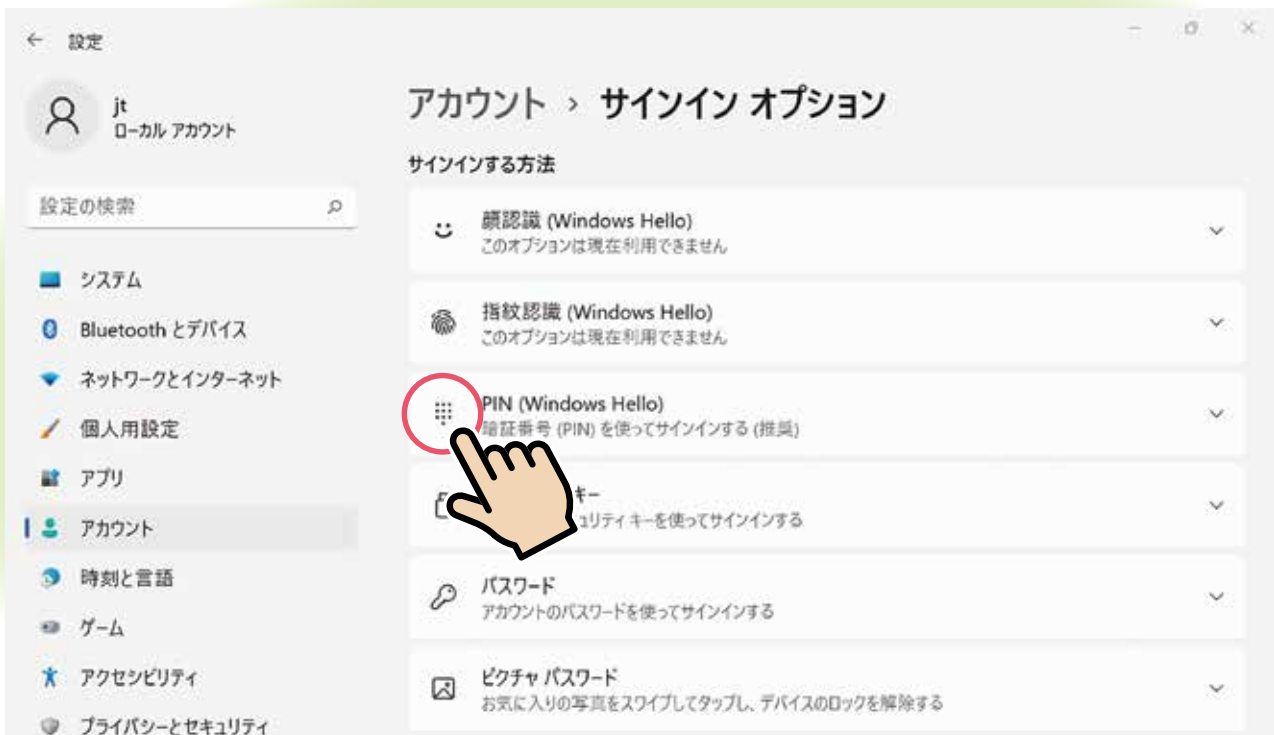 設定
jt
ローカル アカウント
設定の検索
システム
Bluetooth とデバイス
ネットワークとインターネット
個人用設定
アプリ
アカウント
時刻と言語
ゲーム
アクセシビリティ
プライバシーとセキュリティ
アカウント › サインイン オプション
サインインする方法
顔認識 (Windows Hello)
このオプションは現在利用できません
指紋認識 (Windows Hello)
このオプションは現在利用できません
PIN (Windows Hello)
暗証番号 (PIN) を使ってサインインする (推奨)
キー
ュリティ キーを使ってサインインする
パスワード
アカウントのパスワードを使ってサインインする
ピクチャ パスワード
お気に入りの写真をスワイプしてタップし、デバイスのロックを解除する